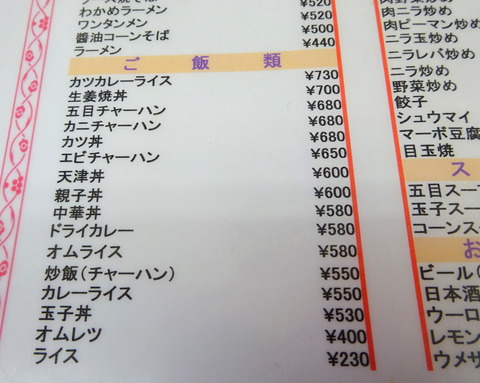 ース焼そば
わかめラーメン ¥520
ワンタンメン ¥520
醤油コーンそば ¥500
ラーメン ¥440
ご飯類
カツカレーライス ¥730
生姜焼丼 ¥700
五目チャーハン ¥680
カニチャーハン ¥680
カツ丼 ¥680
エビチャーハン ¥650
天津丼 ¥600
親子丼 ¥600
中華丼 ¥580
ドライカレー ¥580
オムライス ¥580
炒飯(チャーハン) ¥550
カレーライス ¥550
玉子丼 ¥530
オムレツ ¥400
ライス ¥230
肉野菜炒め
肉ニラ炒め
肉ピーマン炒め
ニラ玉炒め
ニラレバ炒め
ニラ炒め
野菜炒め
餃子
シュウマイ
マーボ豆腐
目玉焼
ス
五目スー
玉子スー
コーンス
お
ビール(
日本酒
ウーロ
レモン
ウメサ